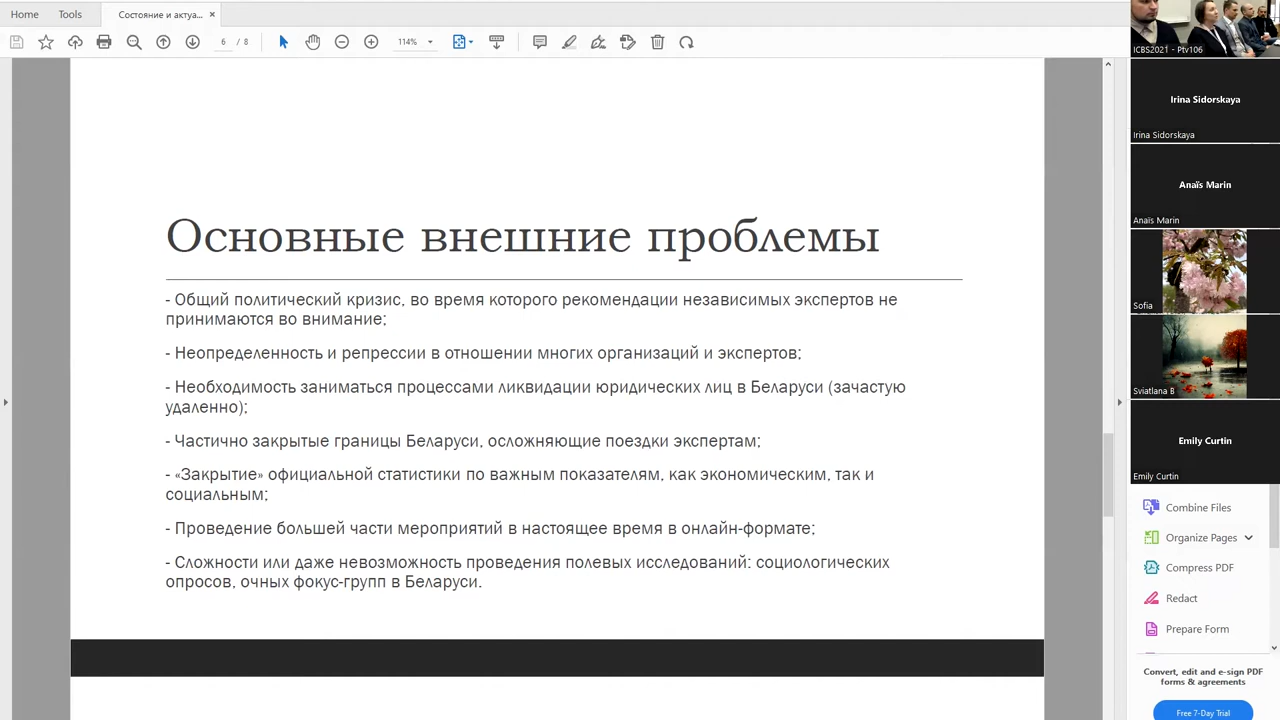 Home
Tools
Состояние и актуа...
×
6 / 8
114%
ICBS2021 - Ptv106
Irina Sidorskaya
Irina Sidorskaya
Anaïs Marin
Anaïs Marin
Sofia
Sviatlana B
Emily Curtin
Emily Curtin
Основные внешние проблемы
- Общий политический кризис, во время которого рекомендации независимых экспертов не
принимаются во внимание;
- Неопределенность и репрессии в отношении многих организаций и экспертов;
- Необходимость заниматься процессами ликвидации юридических лиц в Беларуси (зачастую
удаленно);
- Частично закрытые границы Беларуси, осложняющие поездки экспертам;
- «Закрытие» официальной статистики по важным показателям, как экономическим, так и
социальным;
- Проведение большей части мероприятий в настоящее время в онлайн-формате;
- Сложности или даже невозможность проведения полевых исследований: социологических
опросов, очных фокус-групп в Беларуси.
Combine Files
Organize Pages
Compress PDF
Redact
Prepare Form
Convert, edit and e-sign PDF
forms & agreements
Free 7-Day Trial